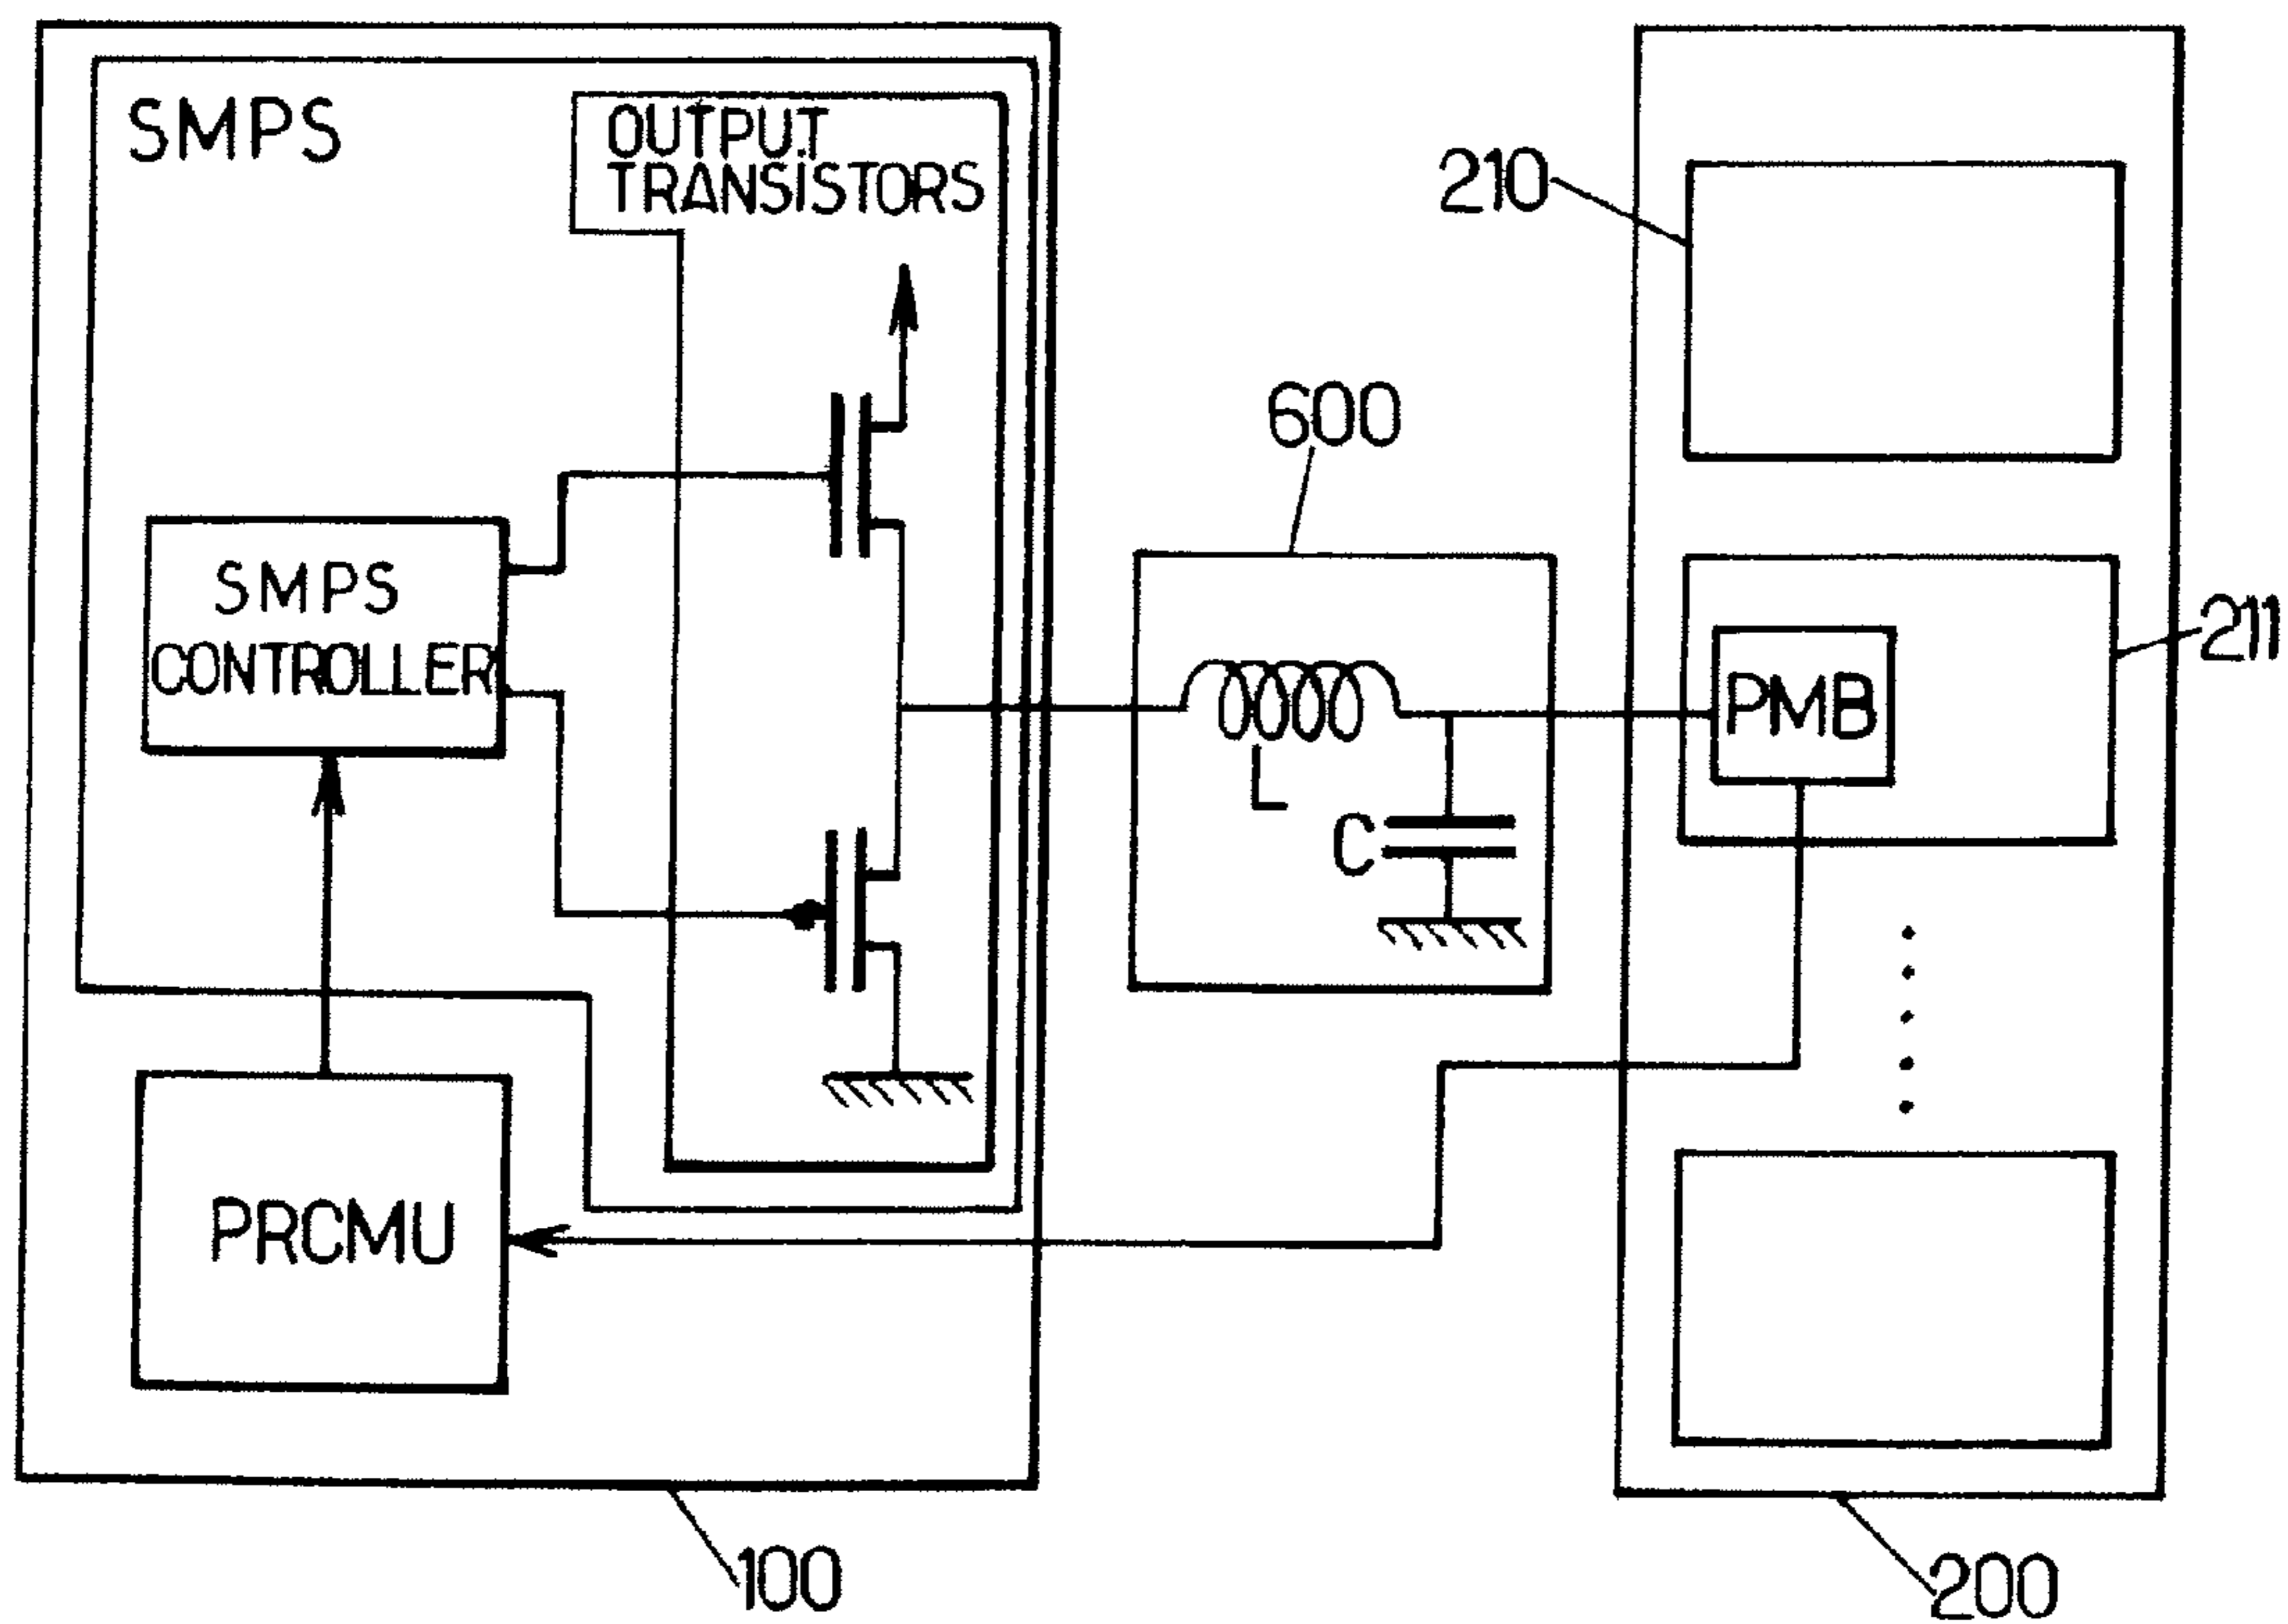 SMPS
OUTPUT
TRANSISTORS
210
600
SMPS
CONTROLLER
211
PMB
L
C
PRCMU
100
200